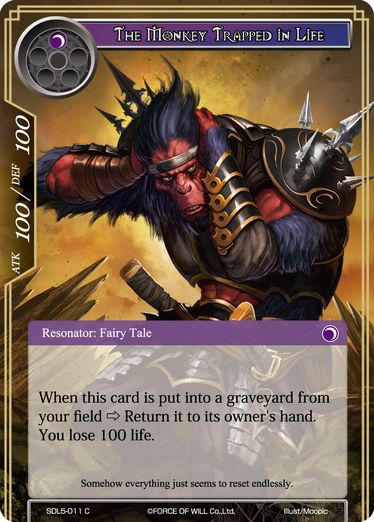 The Monkey Trapped in Life
ATK 100 / DEF 100
Resonator: Fairy Tale
When this card is put into a graveyard from
your field ⇨ Return it to its owner's hand.
You lose 100 life.
Somehow everything just seems to reset endlessly.
SDL5-011 C ©FORCE OF WILL Co.,Ltd. Illust/Moopic